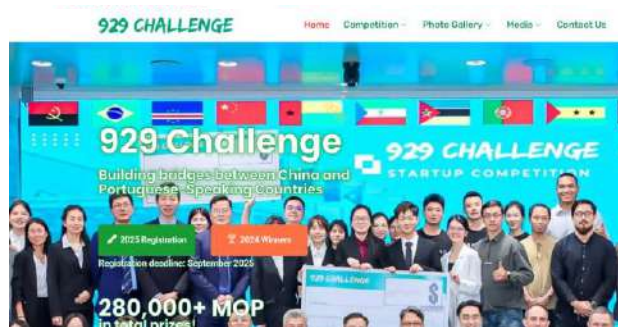 929 CHALLENGE
Home Competition Photo Gallery Media Contact Us
929 Challenge
Building bridges between China and
Portuguese-Speaking Countries
929 CHALLENGE
STARTUP COMPETITION
2025 Registration
2024 Winners
Registration deadline: September 2025
929 CHALLENGE
280,000+ MOP
in total prizes!